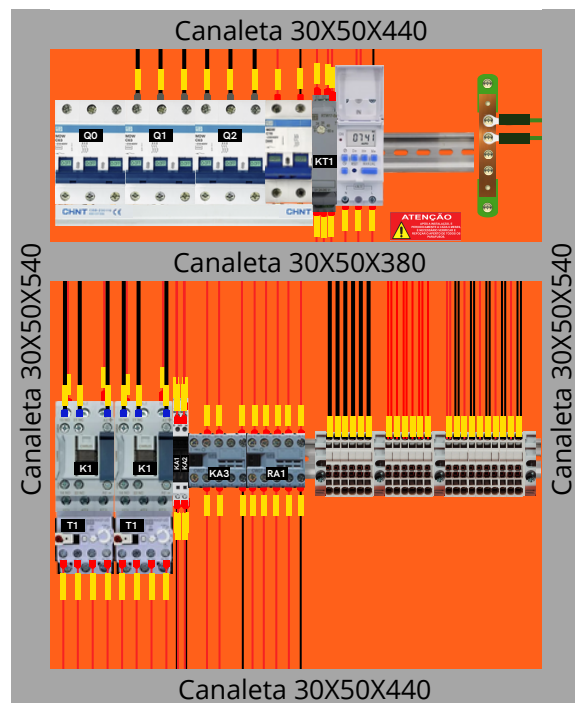 Canaleta 30X50X440
Q0
Q1
Q2
KT1
0741
CHNT
CHNT
ATENÇÃO
Canaleta 30X50X380
Canaleta 30X50X540
Canaleta 30X50X540
K1
K1
KA1
KA2
KA3
RA1
T1
T1
Canaleta 30X50X440